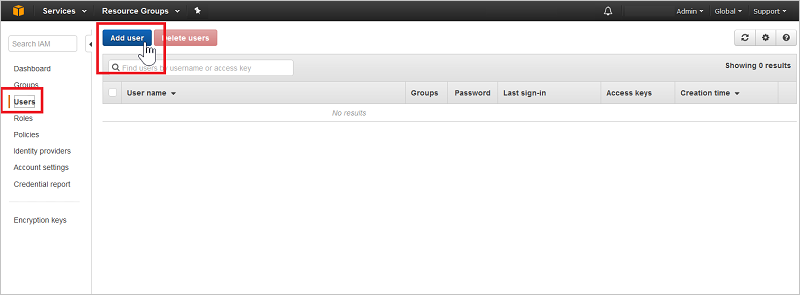 Services Resource Groups Admin Global Support
Search IAM
Add user Delete users
Dashboard
Find users by username or access key Showing 0 results
Groups
User name Groups Password Last sign-in Access keys Creation time
Users
No results
Roles
Policies
Identity providers
Account settings
Credential report
Encryption keys